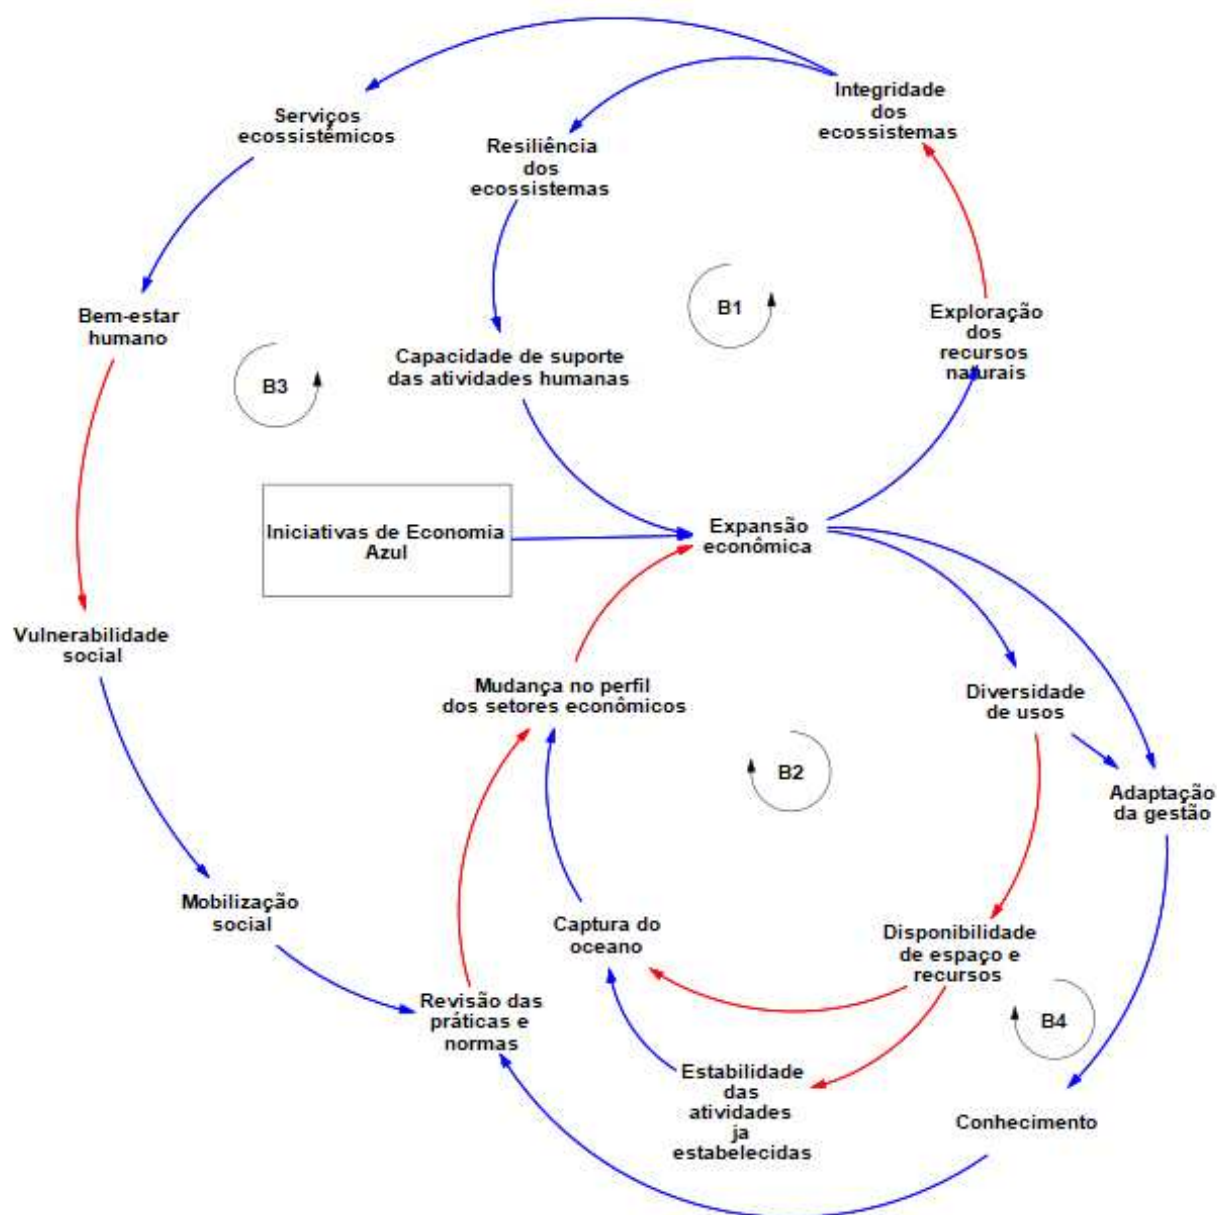 Integridade
dos
ecossistemas
Serviços
ecossistêmicos
Resiliência
dos
ecossistemas
B1
Bem-estar
humano
Exploração
dos
recursos
naturais
Capacidade de suporte
das atividades humanas
B3
Iniciativas de Economia
Azul
Expansão
econômica
Vulnerabilidade
social
Mudança no perfil
dos setores econômicos
Diversidade
de usos
B2
Adaptação
da gestão
Mobilização
social
Captura do
oceano
Disponibilidade
de espaço e
recursos
Revisão das
práticas e
normas
B4
Estabilidade
das
atividades
ja
estabelecidas
Conhecimento